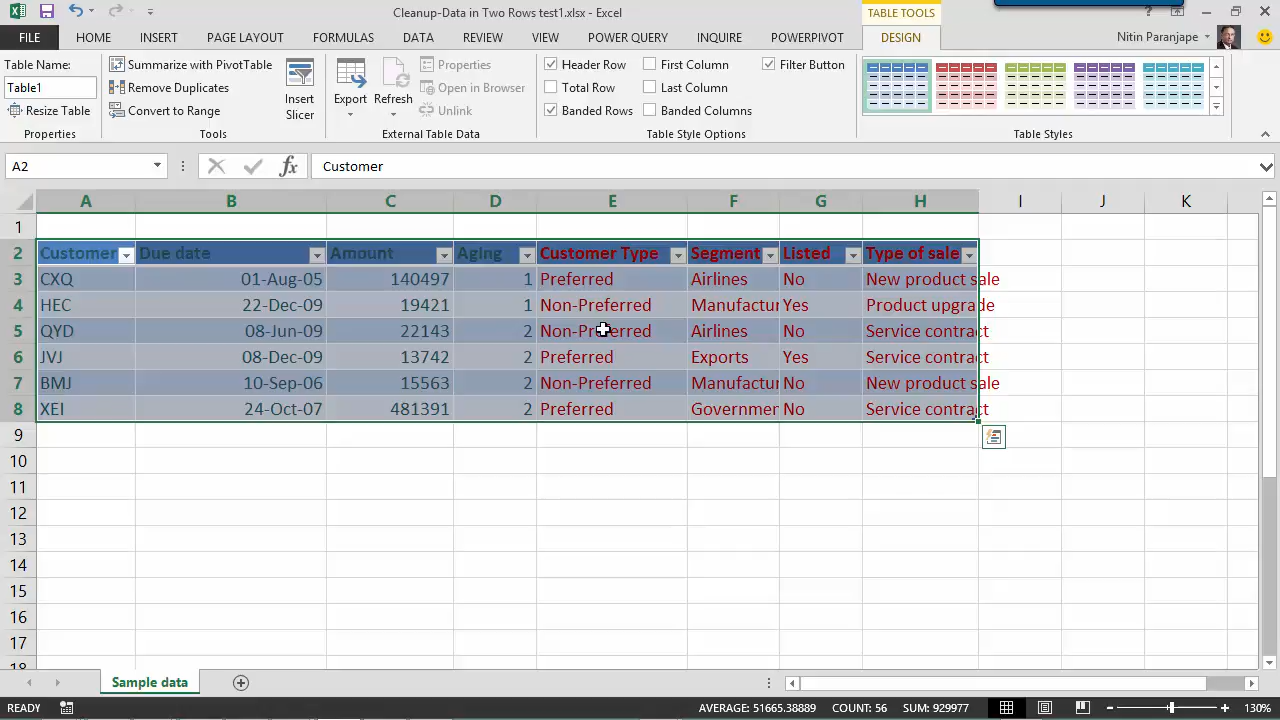 Cleanup-Data in Two Rows test1.xlsx - Excel
TABLE TOOLS
FILE HOME INSERT PAGE LAYOUT FORMULAS DATA REVIEW VIEW POWER QUERY INQUIRE POWERPIVOT DESIGN Nitin Paranjape
Table Name:
Table1
Resize Table
Properties
Summarize with PivotTable
Remove Duplicates
Convert to Range
Insert
Slicer
Tools
Export Refresh
Properties
Open in Browser
Unlink
External Table Data
Header Row First Column Filter Button
Total Row Last Column
Banded Rows Banded Columns
Table Style Options
Table Styles
A2 fx Customer
A B C D E F G H I J K
1
2 Customer Due date Amount Aging Customer Type Segment Listed Type of sale
3 CXQ 01-Aug-05 140497 1 Preferred Airlines No New product sale
4 HEC 22-Dec-09 19421 1 Non-Preferred Manufactur Yes Product upgrade
5 QYD 08-Jun-09 22143 2 Non-Preferred Airlines No Service contract
6 JVJ 08-Dec-09 13742 2 Preferred Exports Yes Service contract
7 BMJ 10-Sep-06 15563 2 Non-Preferred Manufactur No New product sale
8 XEI 24-Oct-07 481391 2 Preferred Governmer No Service contract
9
10
11
12
13
14
15
16
17
18
Sample data
READY AVERAGE: 51665.38889 COUNT: 56 SUM: 929977 130%